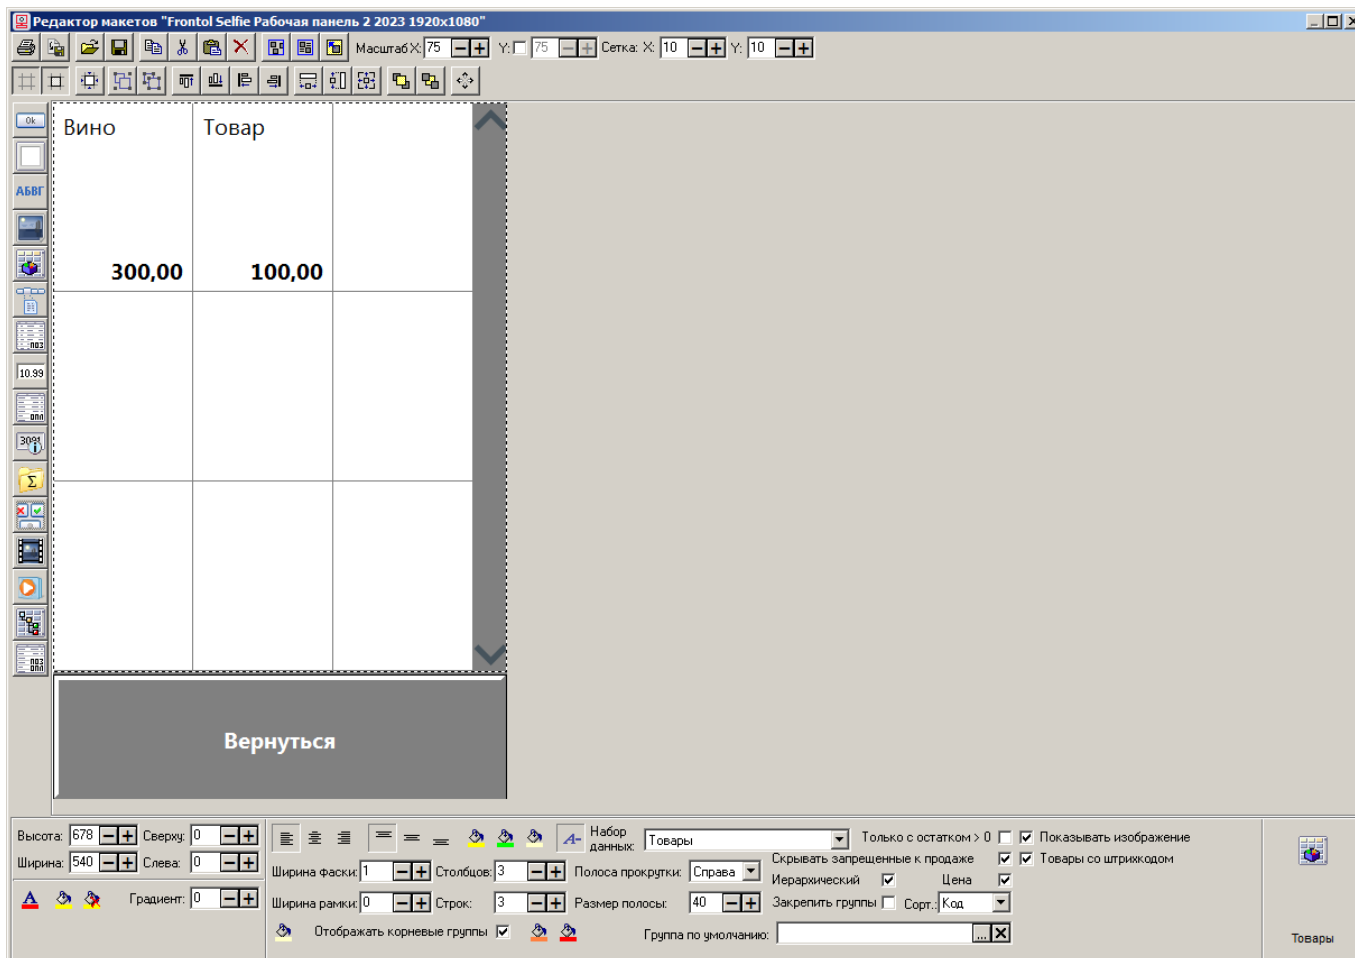 Редактор макетов "Frontol Selfie Рабочая панель 2 2023 1920x1080"
Масштаб X: 75 Y: 75 Сетка: X: 10 Y: 10
Ok
АБВГ
поз
10.99
опл
Σ
поз
опл
Вино Товар
300,00 100,00
Вернуться
Высота: 678 Сверху: 0
Ширина: 540 Слева: 0
A Градиент: 0
A- Набор данных: Товары Только с остатком > 0 Показывать изображение
Скрывать запрещенные к продаже Товары со штрихкодом
Ширина фаски: 1 Столбцов: 3 Полоса прокрутки: Справа Иерархический Цена
Ширина рамки: 0 Строк: 3 Размер полосы: 40 Закрепить группы Сорт.: Код
Отображать корневые группы Группа по умолчанию: ...
Товары